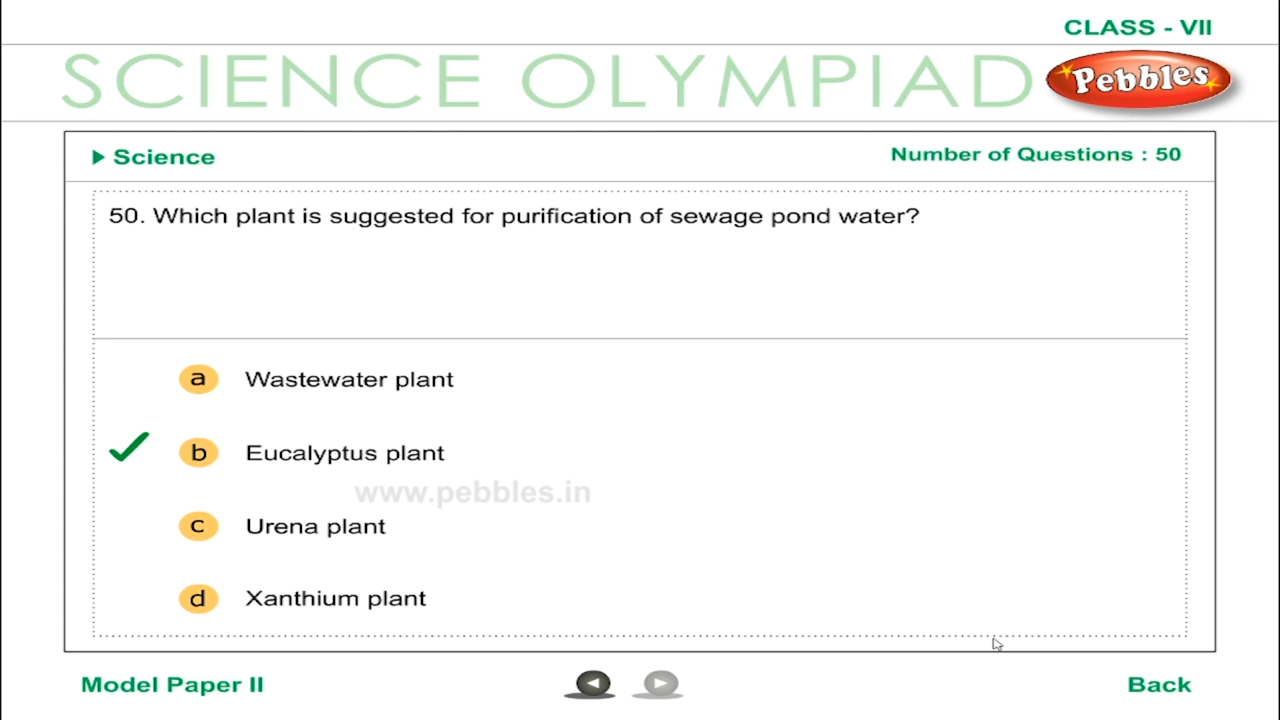 CLASS - VII
SCIENCE OLYMPIAD
Pebbles
Science
Number of Questions : 50
50. Which plant is suggested for purification of sewage pond water?
a Wastewater plant
b Eucalyptus plant
www.pebbles.in
c Urena plant
d Xanthium plant
Model Paper II
Back